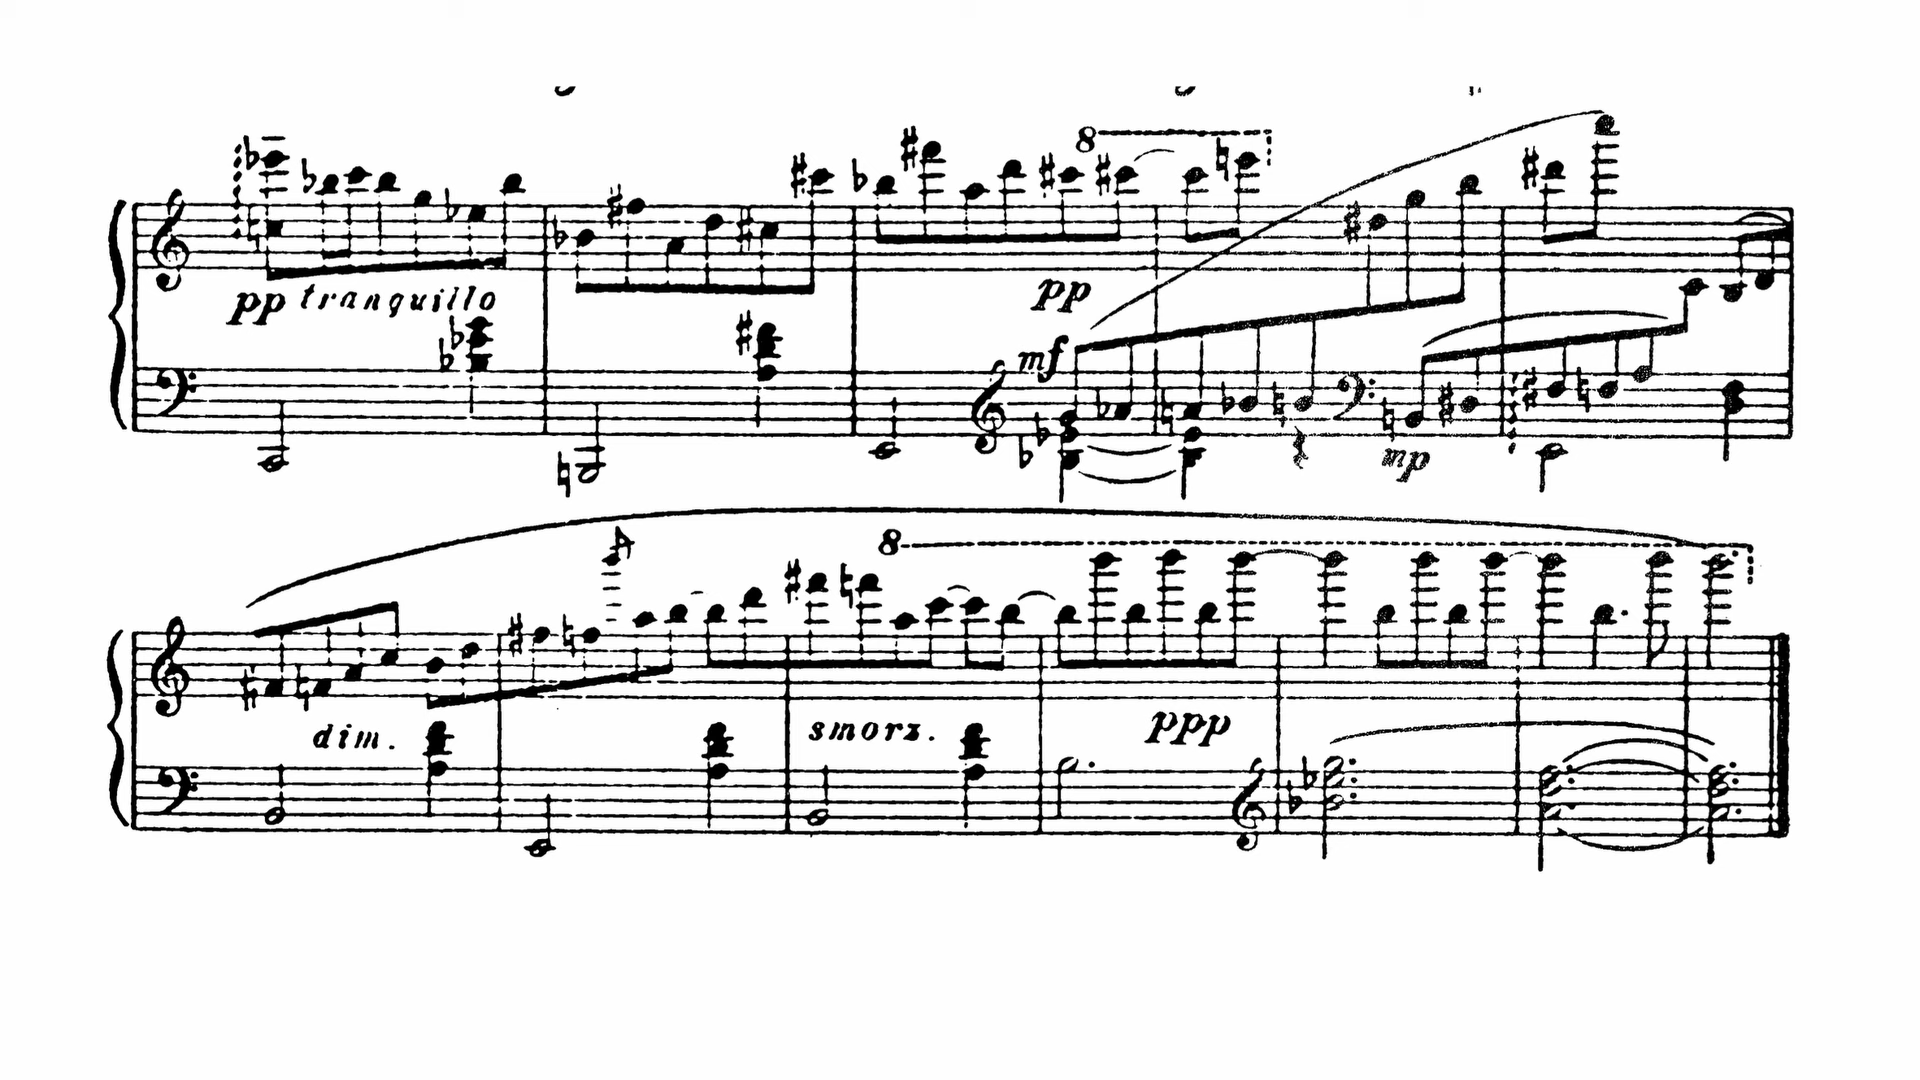 8
pp tranquillo
pp
mf
mp
8
dim.
smorz.
ppp